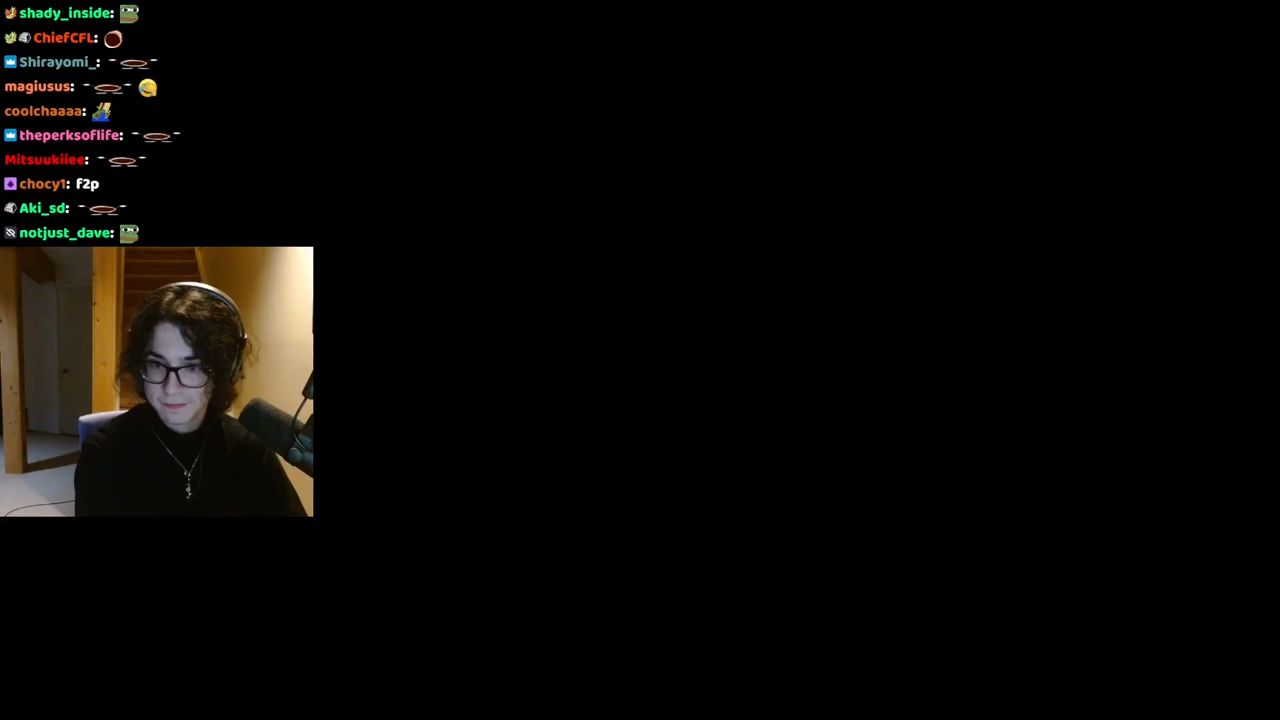 shady_inside:
ChiefCFL:
Shirayomi_:
magiusus:
coolchaaaa:
theperksoflife:
Mitsuukiiee:
chocy1: f2p
Aki_sd:
notjust_dave: